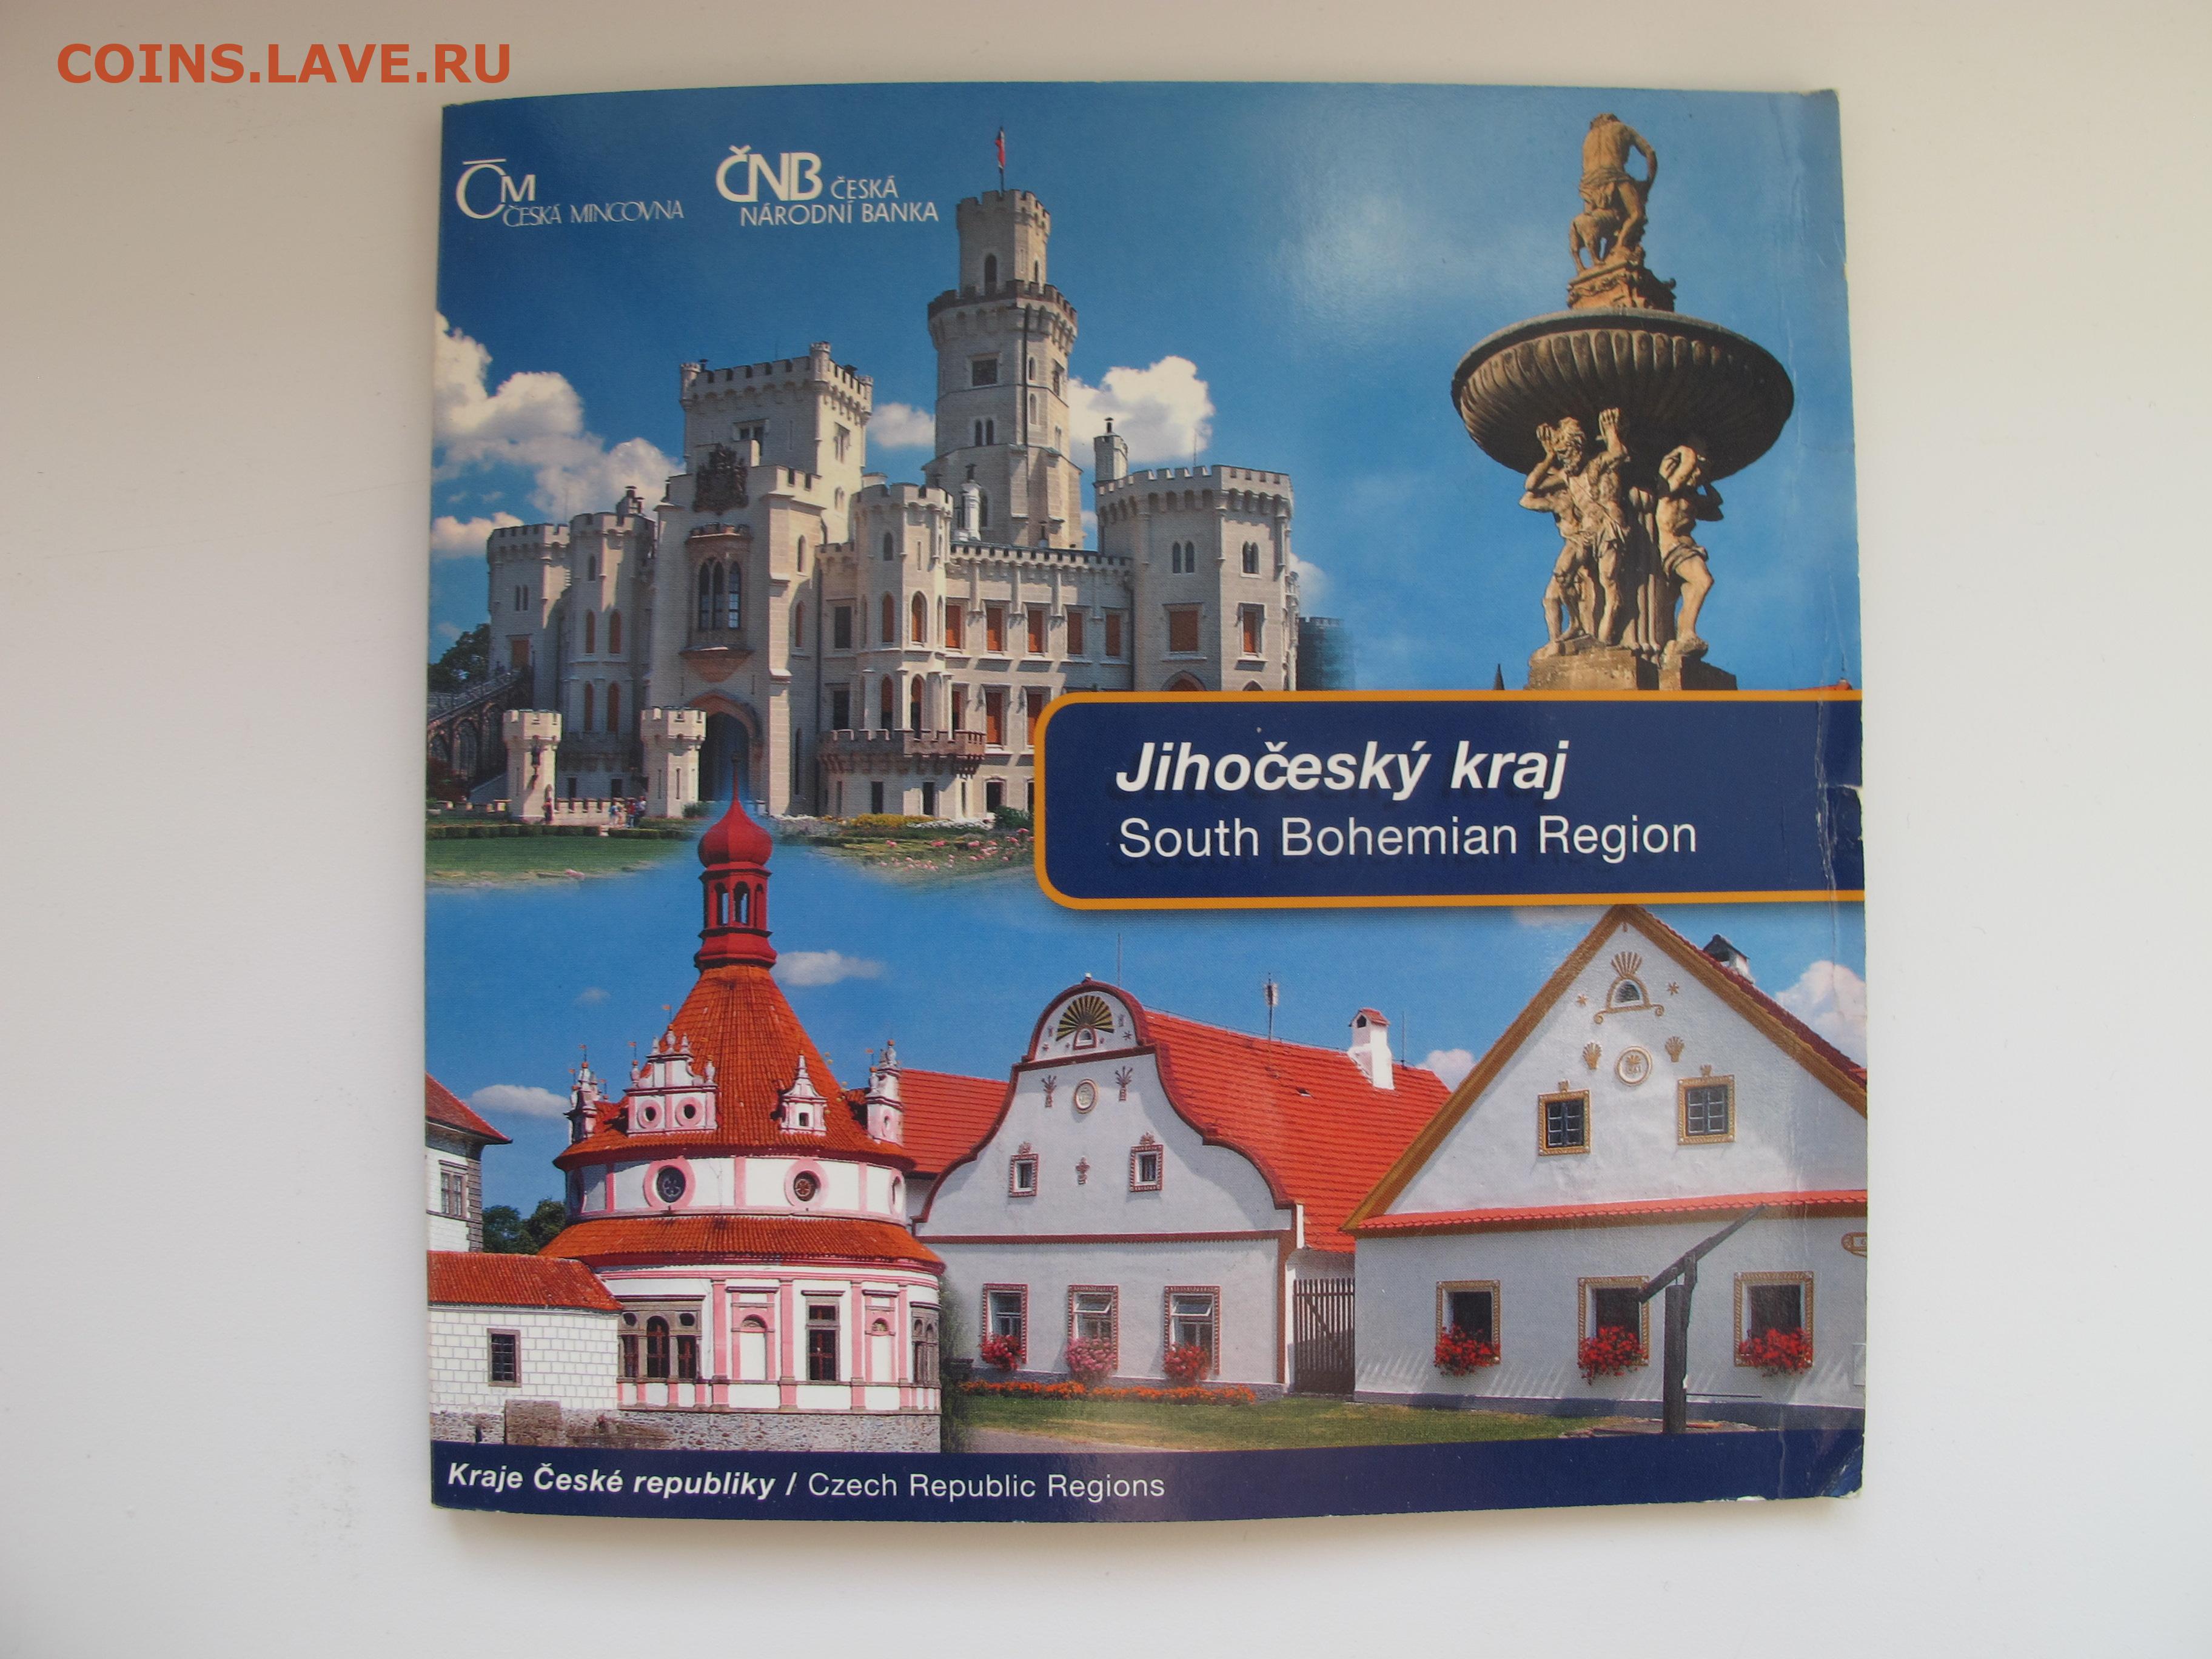 COINS.LAVE.RU
ČM
ČESKÁ MINCOVNA
ČNB ČESKÁ
NÁRODNÍ BANKA
Jihočeský kraj
South Bohemian Region
Kraje České republiky / Czech Republic Regions